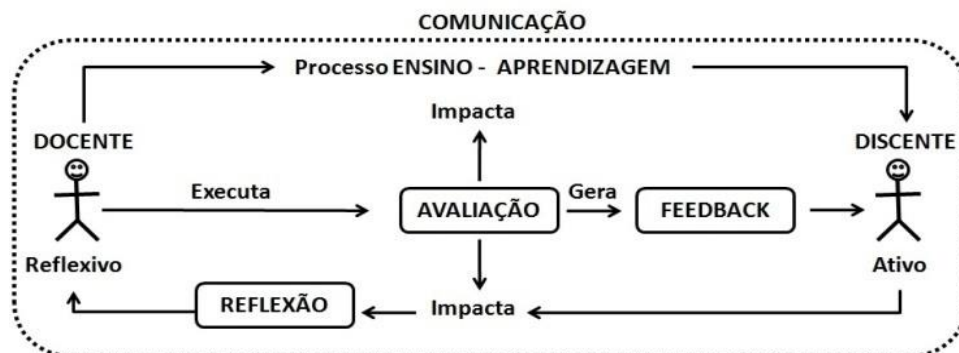 COMUNICAÇÃO
Processo ENSINO - APRENDIZAGEM
Impacta
DOCENTE
DISCENTE
Executa
AVALIAÇÃO
Gera
FEEDBACK
Reflexivo
Ativo
REFLEXÃO
Impacta